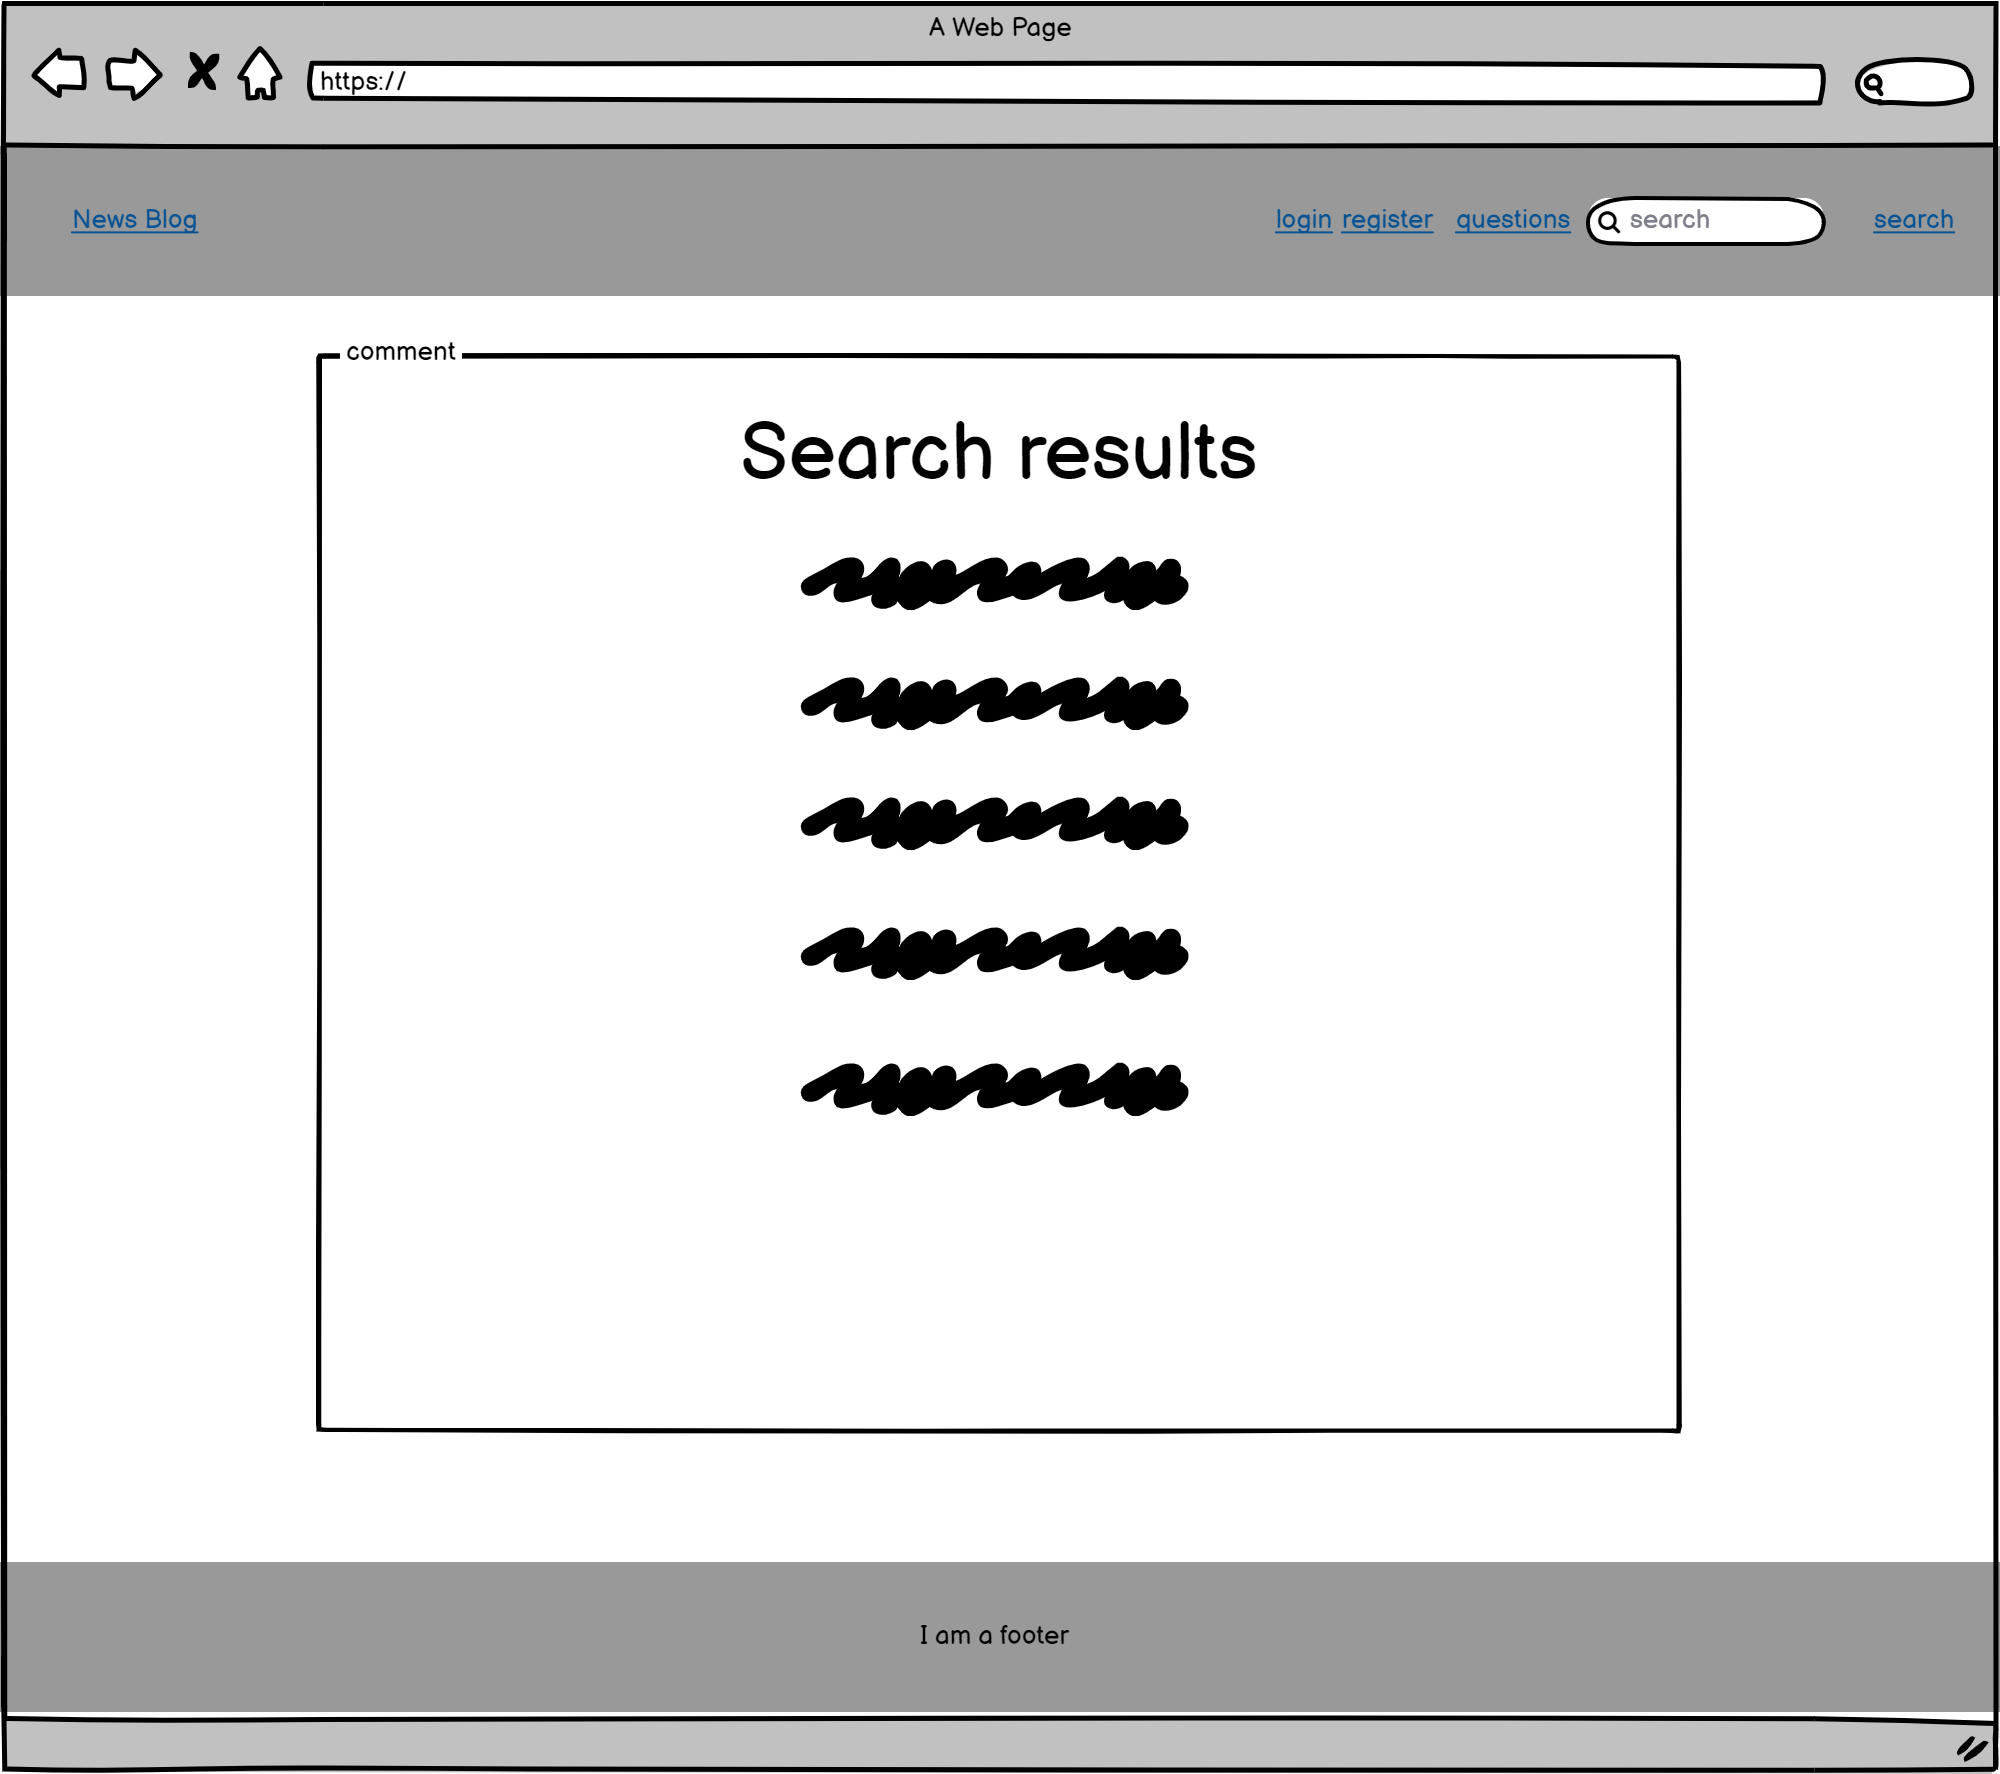 A Web Page
https://
News Blog login register questions search search
comment
Search results
I am a footer